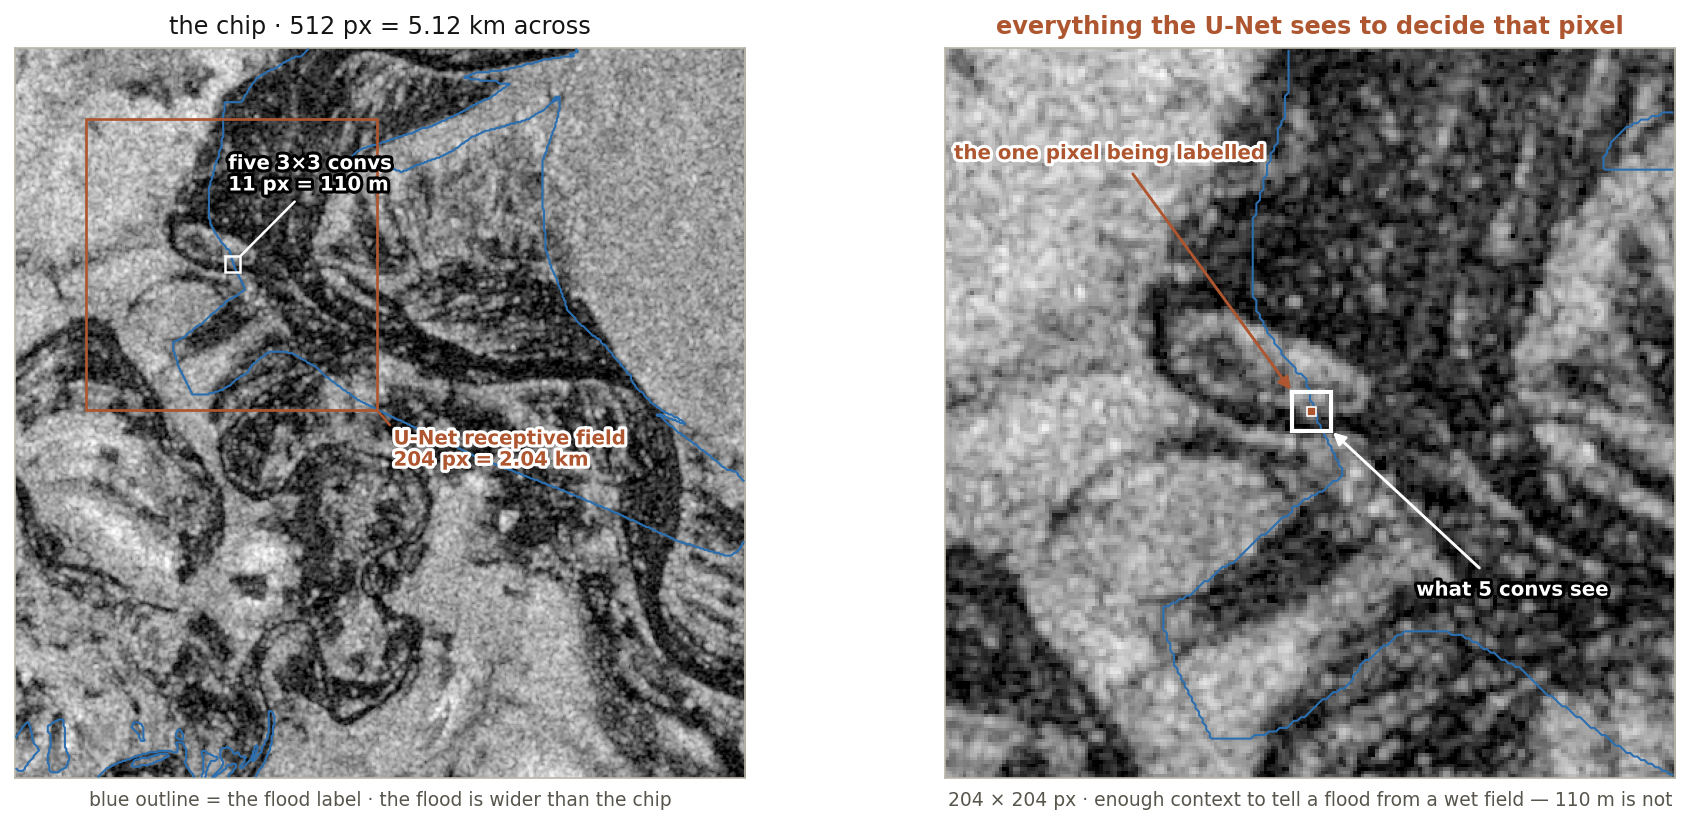 the chip · 512 px = 5.12 km across
everything the U-Net sees to decide that pixel
five 3×3 convs
11 px = 110 m
the one pixel being labelled
U-Net receptive field
204 px = 2.04 km
what 5 convs see
blue outline = the flood label · the flood is wider than the chip
204 × 204 px · enough context to tell a flood from a wet field — 110 m is not